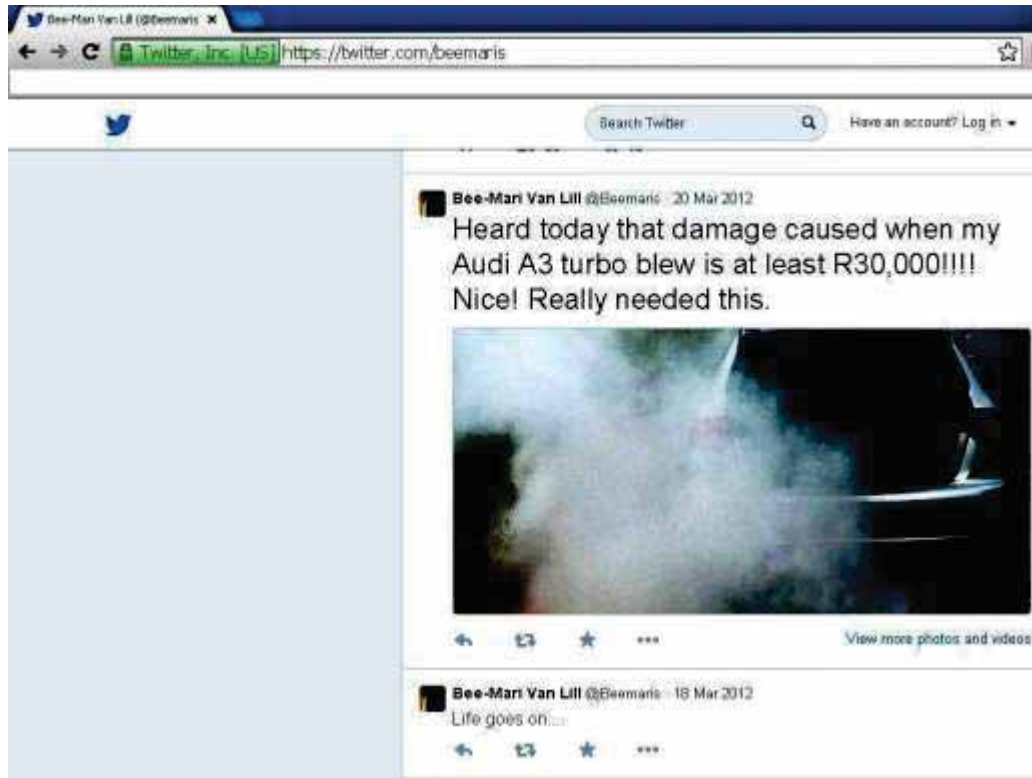 Bee-Mari Van Lill (@Beemaris
Twitter, Inc. [US] https://twitter.com/beemaris
Search Twitter
Have an account? Log in
Bee-Mari Van Lill @Beemaris · 20 Mar 2012
Heard today that damage caused when my
Audi A3 turbo blew is at least R30,000!!!!
Nice! Really needed this.
View more photos and videos
Bee-Mari Van Lill @Beemaris · 18 Mar 2012
Life goes on....